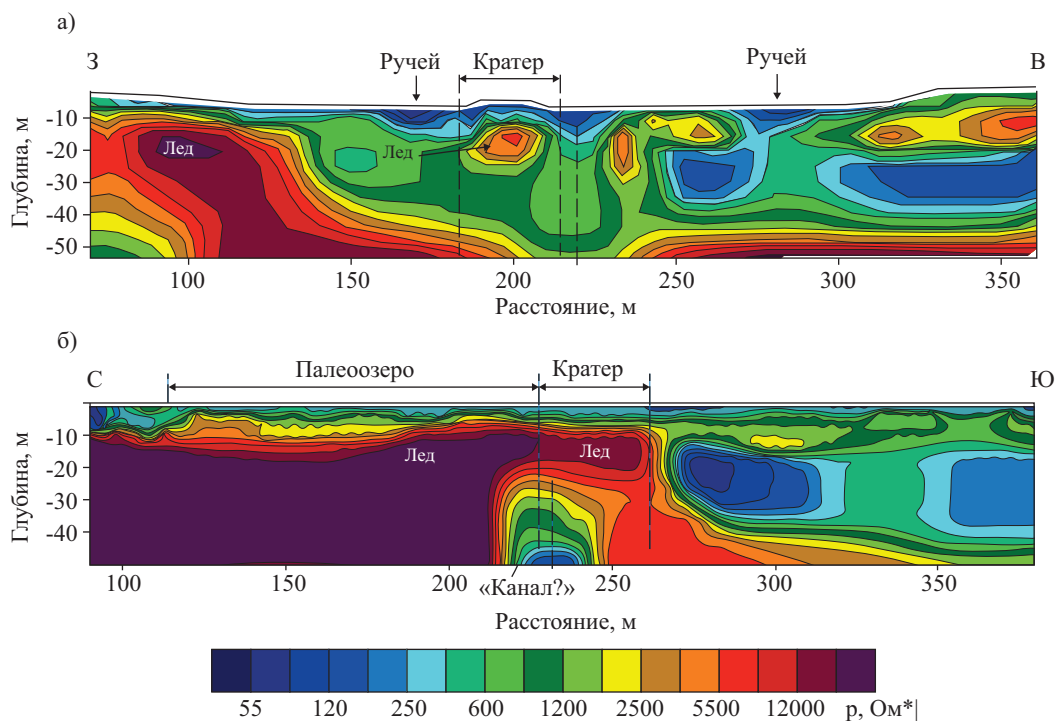 а)
З
Ручей
Кратер
Ручей
В
Глубина, м
-10
-20
-30
-40
-50
Лед
Лед
100
150
200
250
300
350
Расстояние, м
б)
С
Палеоозеро
Кратер
Ю
Глубина, м
-10
-20
-30
-40
Лед
Лед
100
150
200
250
300
350
«Канал?»
Расстояние, м
55
120
250
600
1200
2500
5500
12000
р, Ом*|